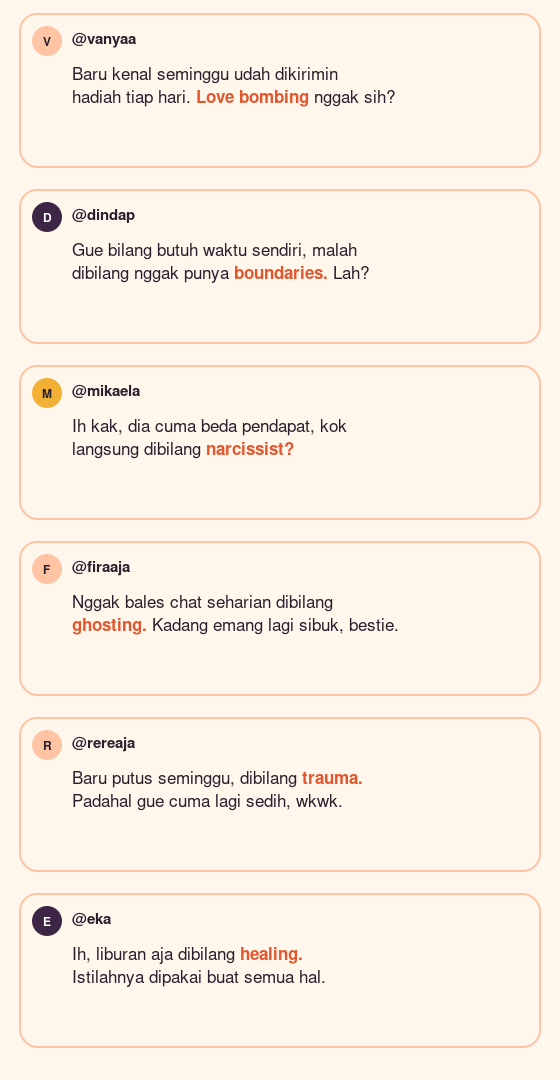 V
@vanyaa
Baru kenal seminggu udah dikirimin
hadiah tiap hari. Love bombing nggak sih?
D
@dindap
Gue bilang butuh waktu sendiri, malah
dibilang nggak punya boundaries. Lah?
M
@mikaela
Ih kak, dia cuma beda pendapat, kok
langsung dibilang narcissist?
F
@firaaja
Nggak bales chat seharian dibilang
ghosting. Kadang emang lagi sibuk, bestie.
R
@rereaja
Baru putus seminggu, dibilang trauma.
Padahal gue cuma lagi sedih, wkwk.
E
@eka
Ih, liburan aja dibilang healing.
Istilahnya dipakai buat semua hal.